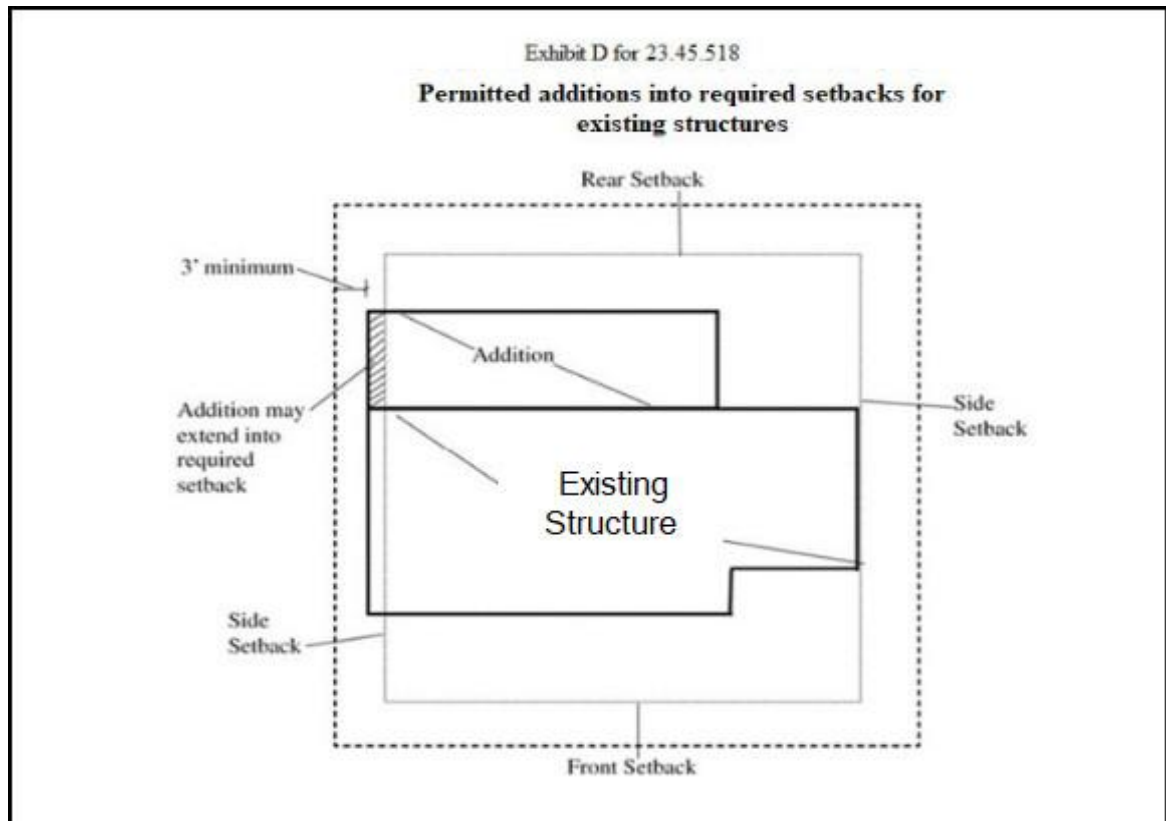 Exhibit D for 23.45.518
Permitted additions into required setbacks for
existing structures
Rear Setback
3' minimum
Addition
Addition may
extend into
required
setback
Side
Setback
Existing
Structure
Side
Setback
Front Setback